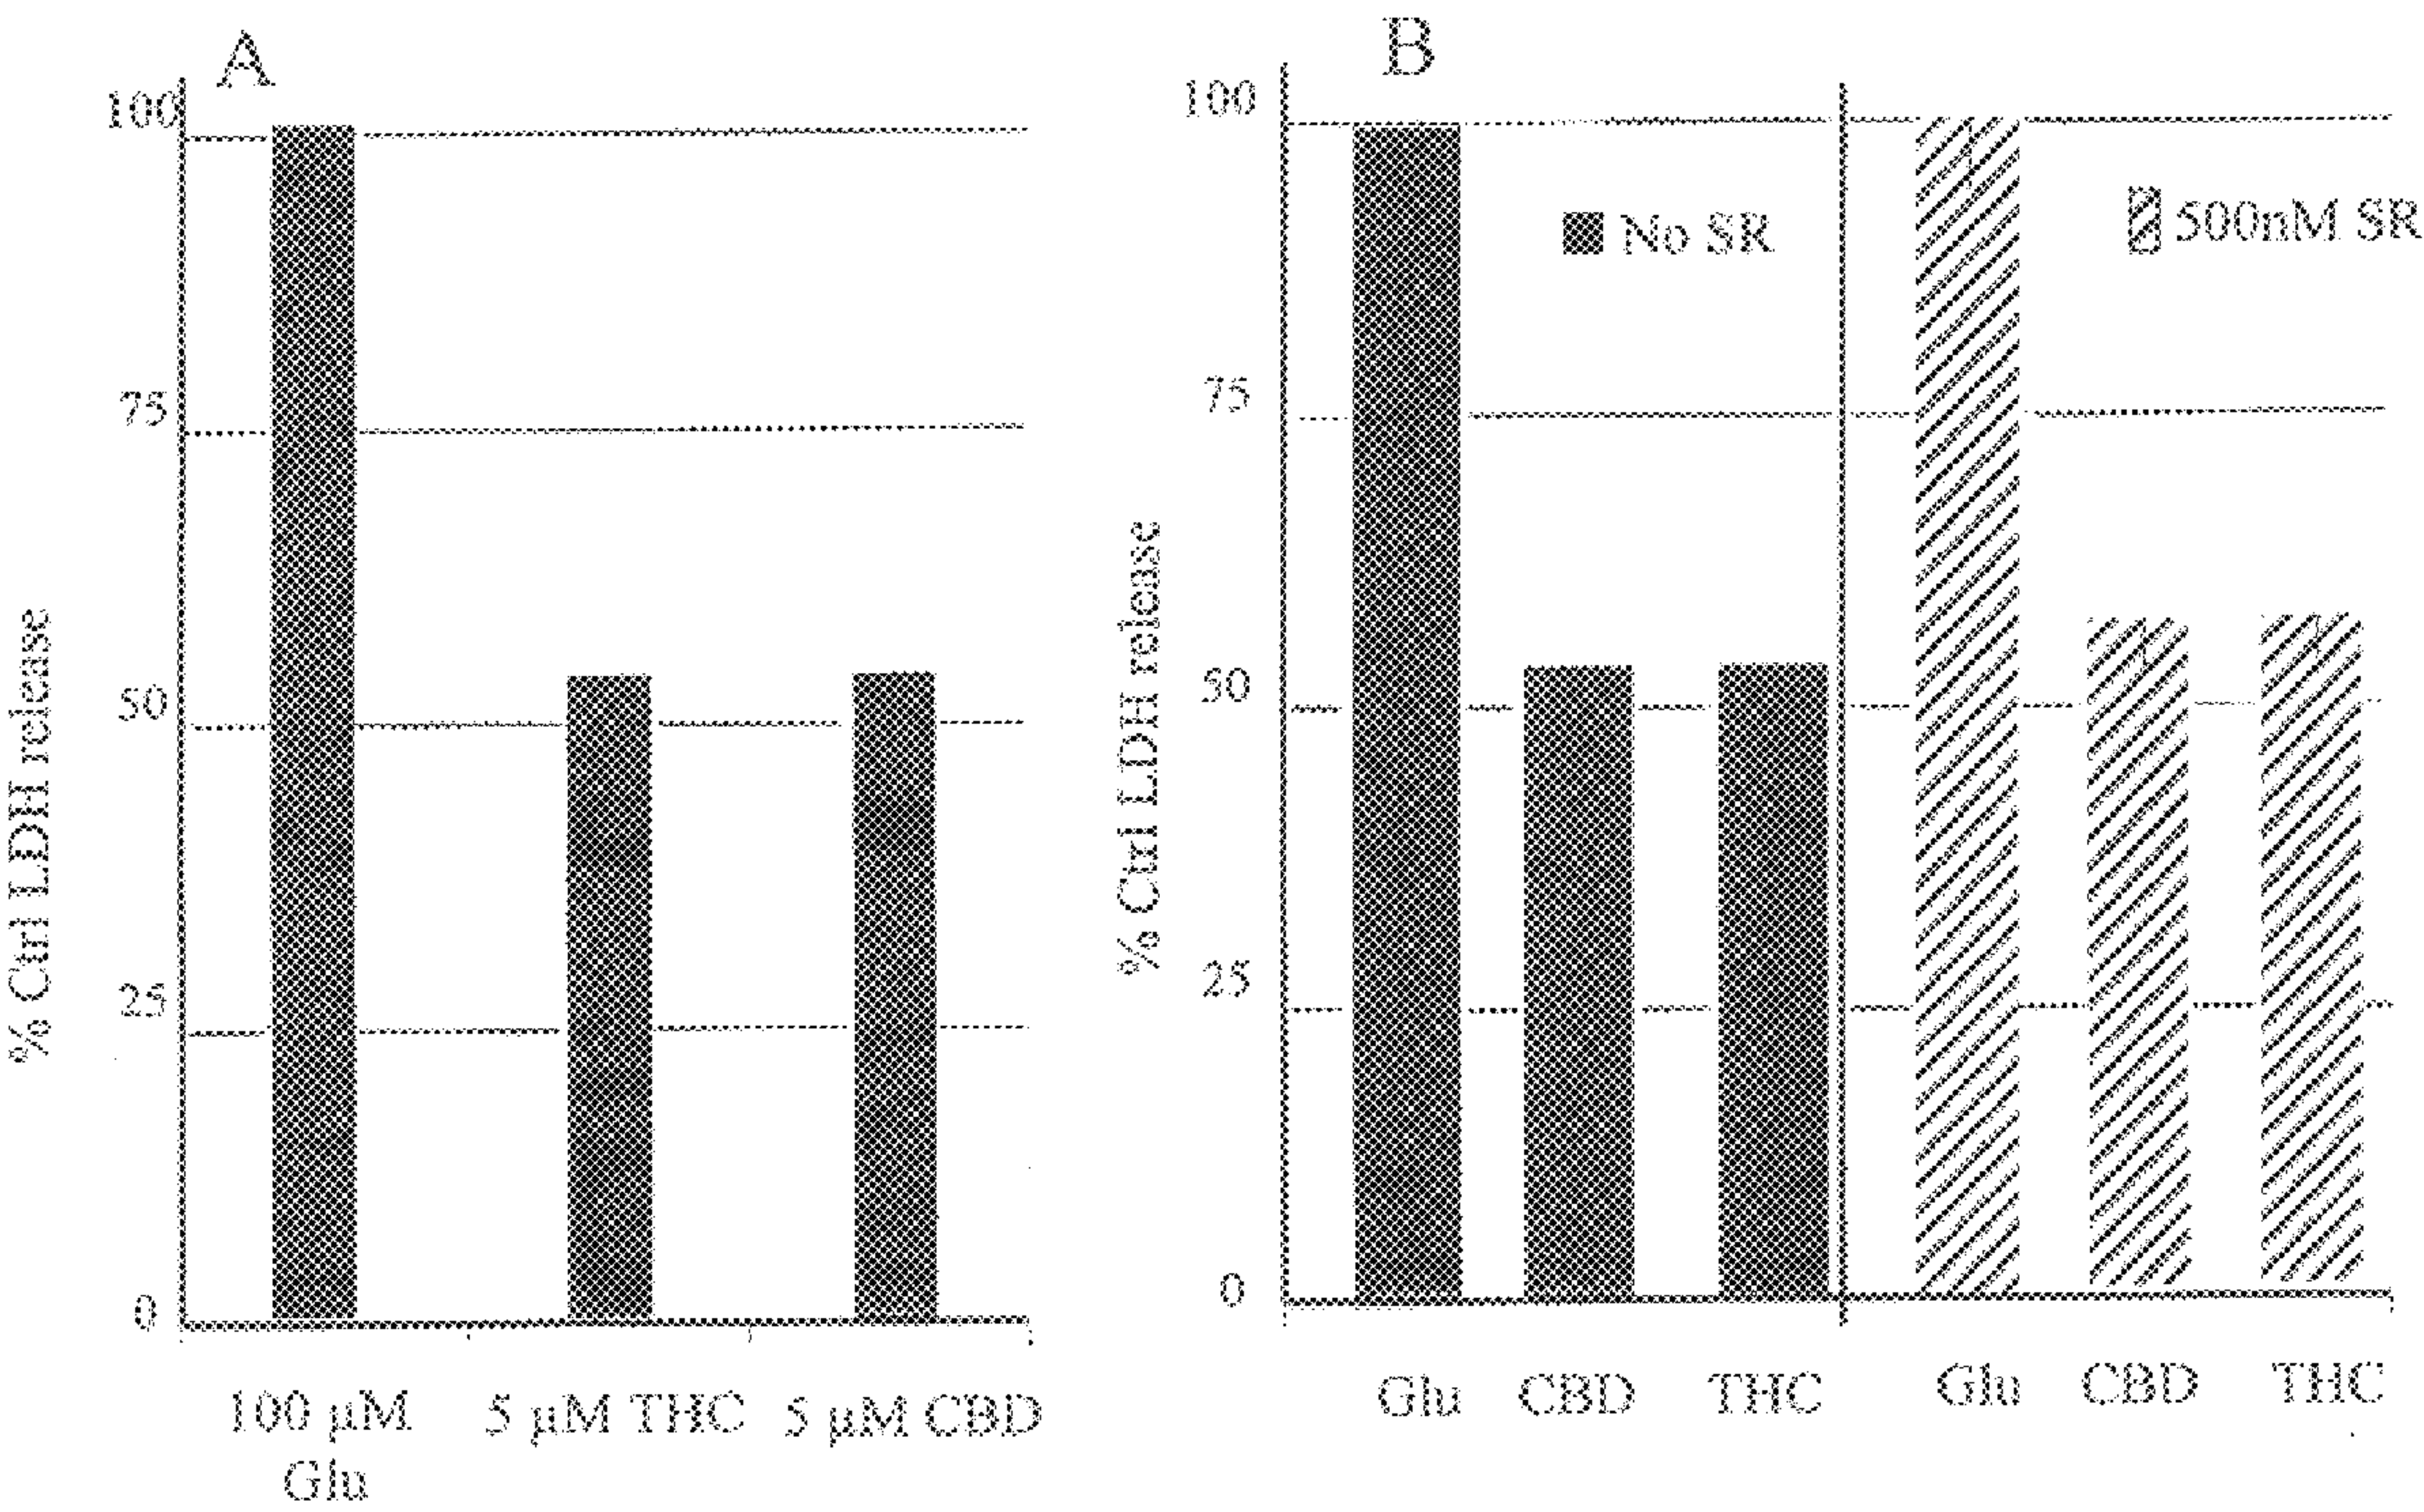 A
100
75
50
25
0
% Ctrl LDH release
100 µM
Glu
5 µM THC
5 µM CBD
B
100
75
50
25
0
% Ctrl LDH release
No SR
500nM SR
Glu CBD THC Glu CBD THC